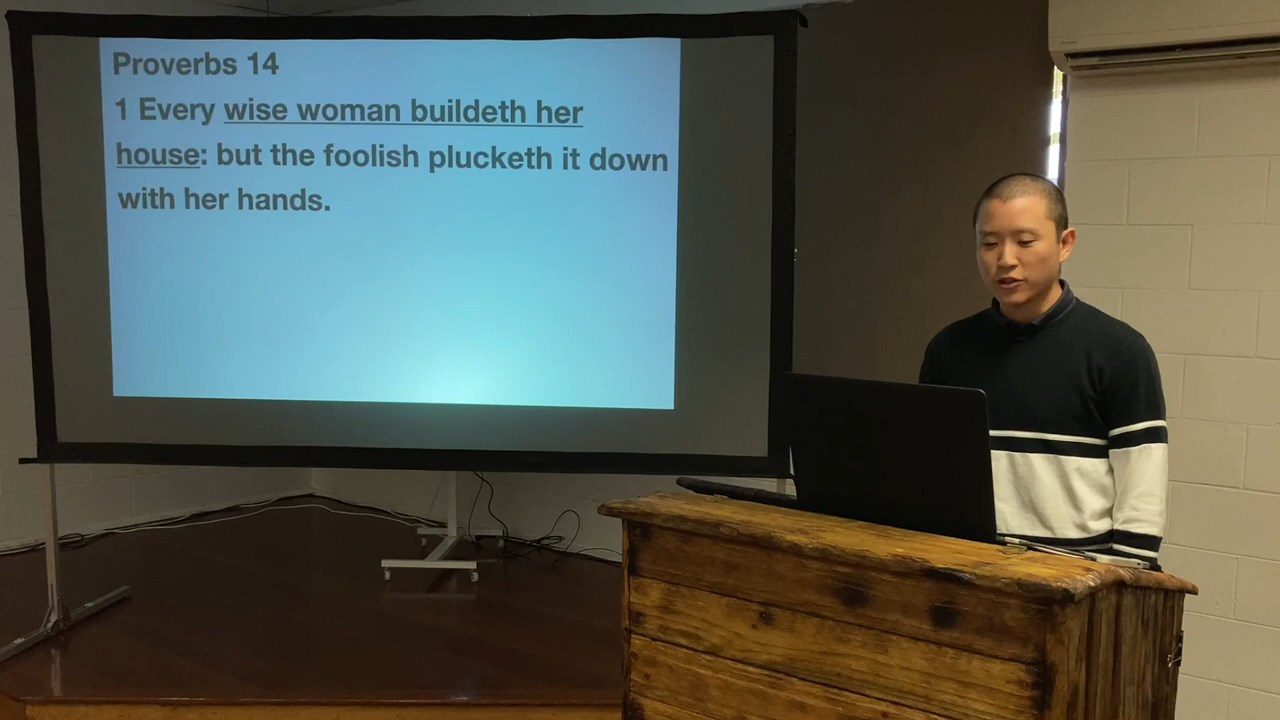 Proverbs 14
1 Every wise woman buildeth her
house: but the foolish plucketh it down
with her hands.